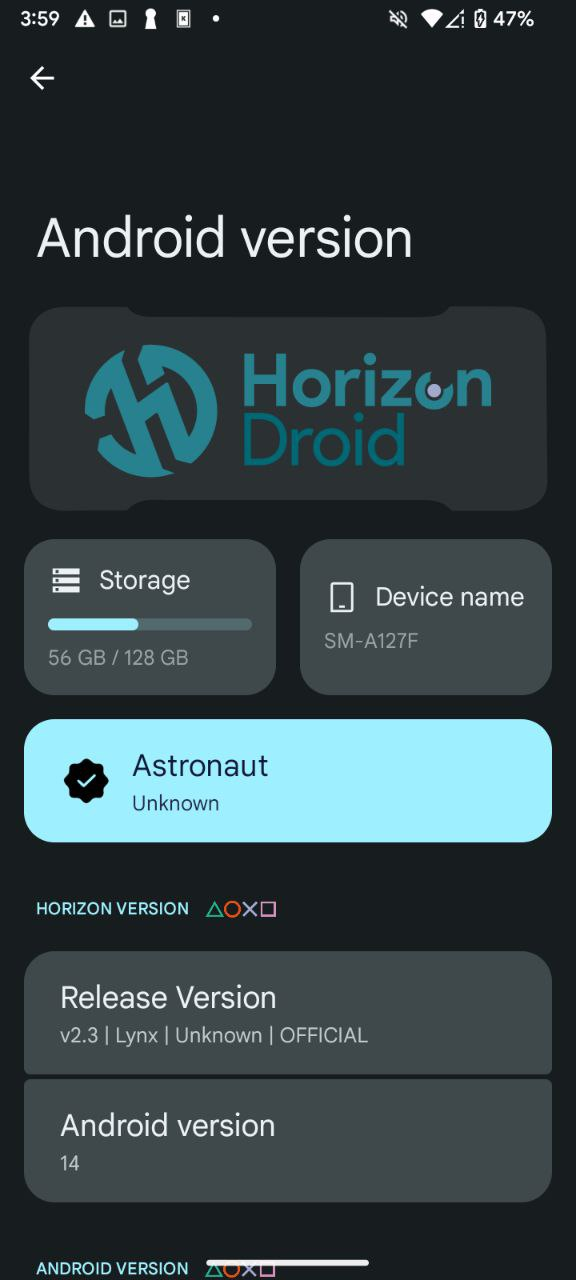 3:59
47%
Android version
Horizon
Droid
Storage
56 GB / 128 GB
Device name
SM-A127F
Astronaut
Unknown
HORIZON VERSION
Release Version
v2.3 | Lynx | Unknown | OFFICIAL
Android version
14
ANDROID VERSION